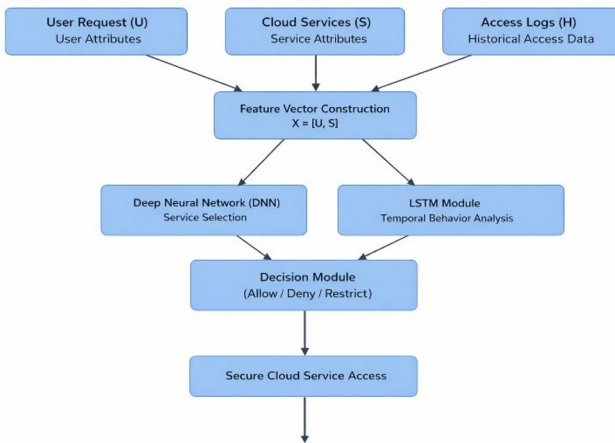 User Request (U)
User Attributes
Cloud Services (S)
Service Attributes
Access Logs (H)
Historical Access Data
Feature Vector Construction
X = [U, S]
Deep Neural Network (DNN)
Service Selection
LSTM Module
Temporal Behavior Analysis
Decision Module
(Allow / Deny / Restrict)
Secure Cloud Service Access